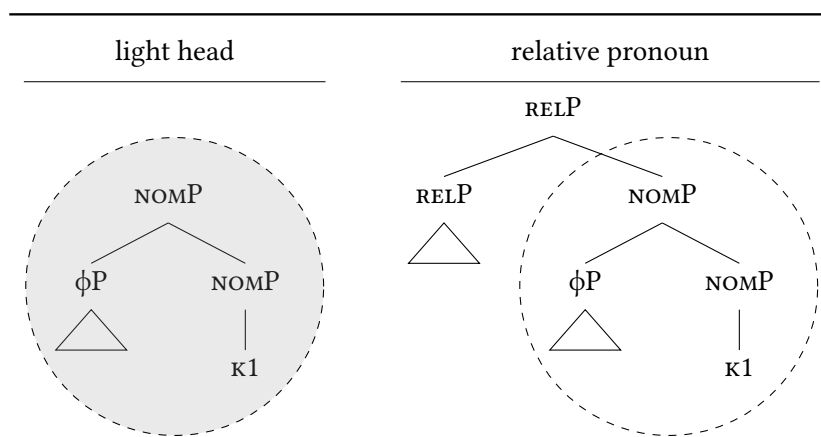 light head relative pronoun
RELP
NOMP RELP NOMP
ϕP NOMP ϕP NOMP
K1 K1